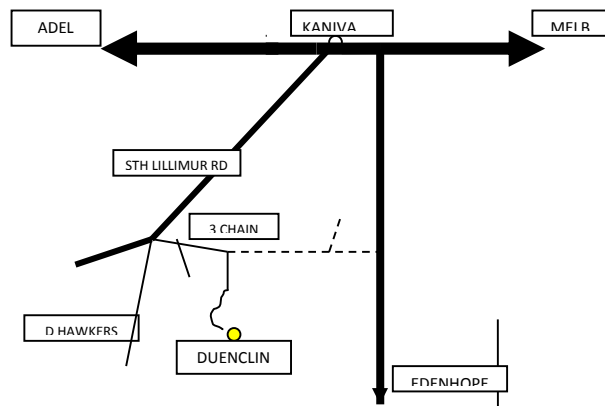 ADEL
KANIVA
MELB
STH LILLIMUR RD
3 CHAIN
D HAWKERS
DUENCLIN
EDENHOPE